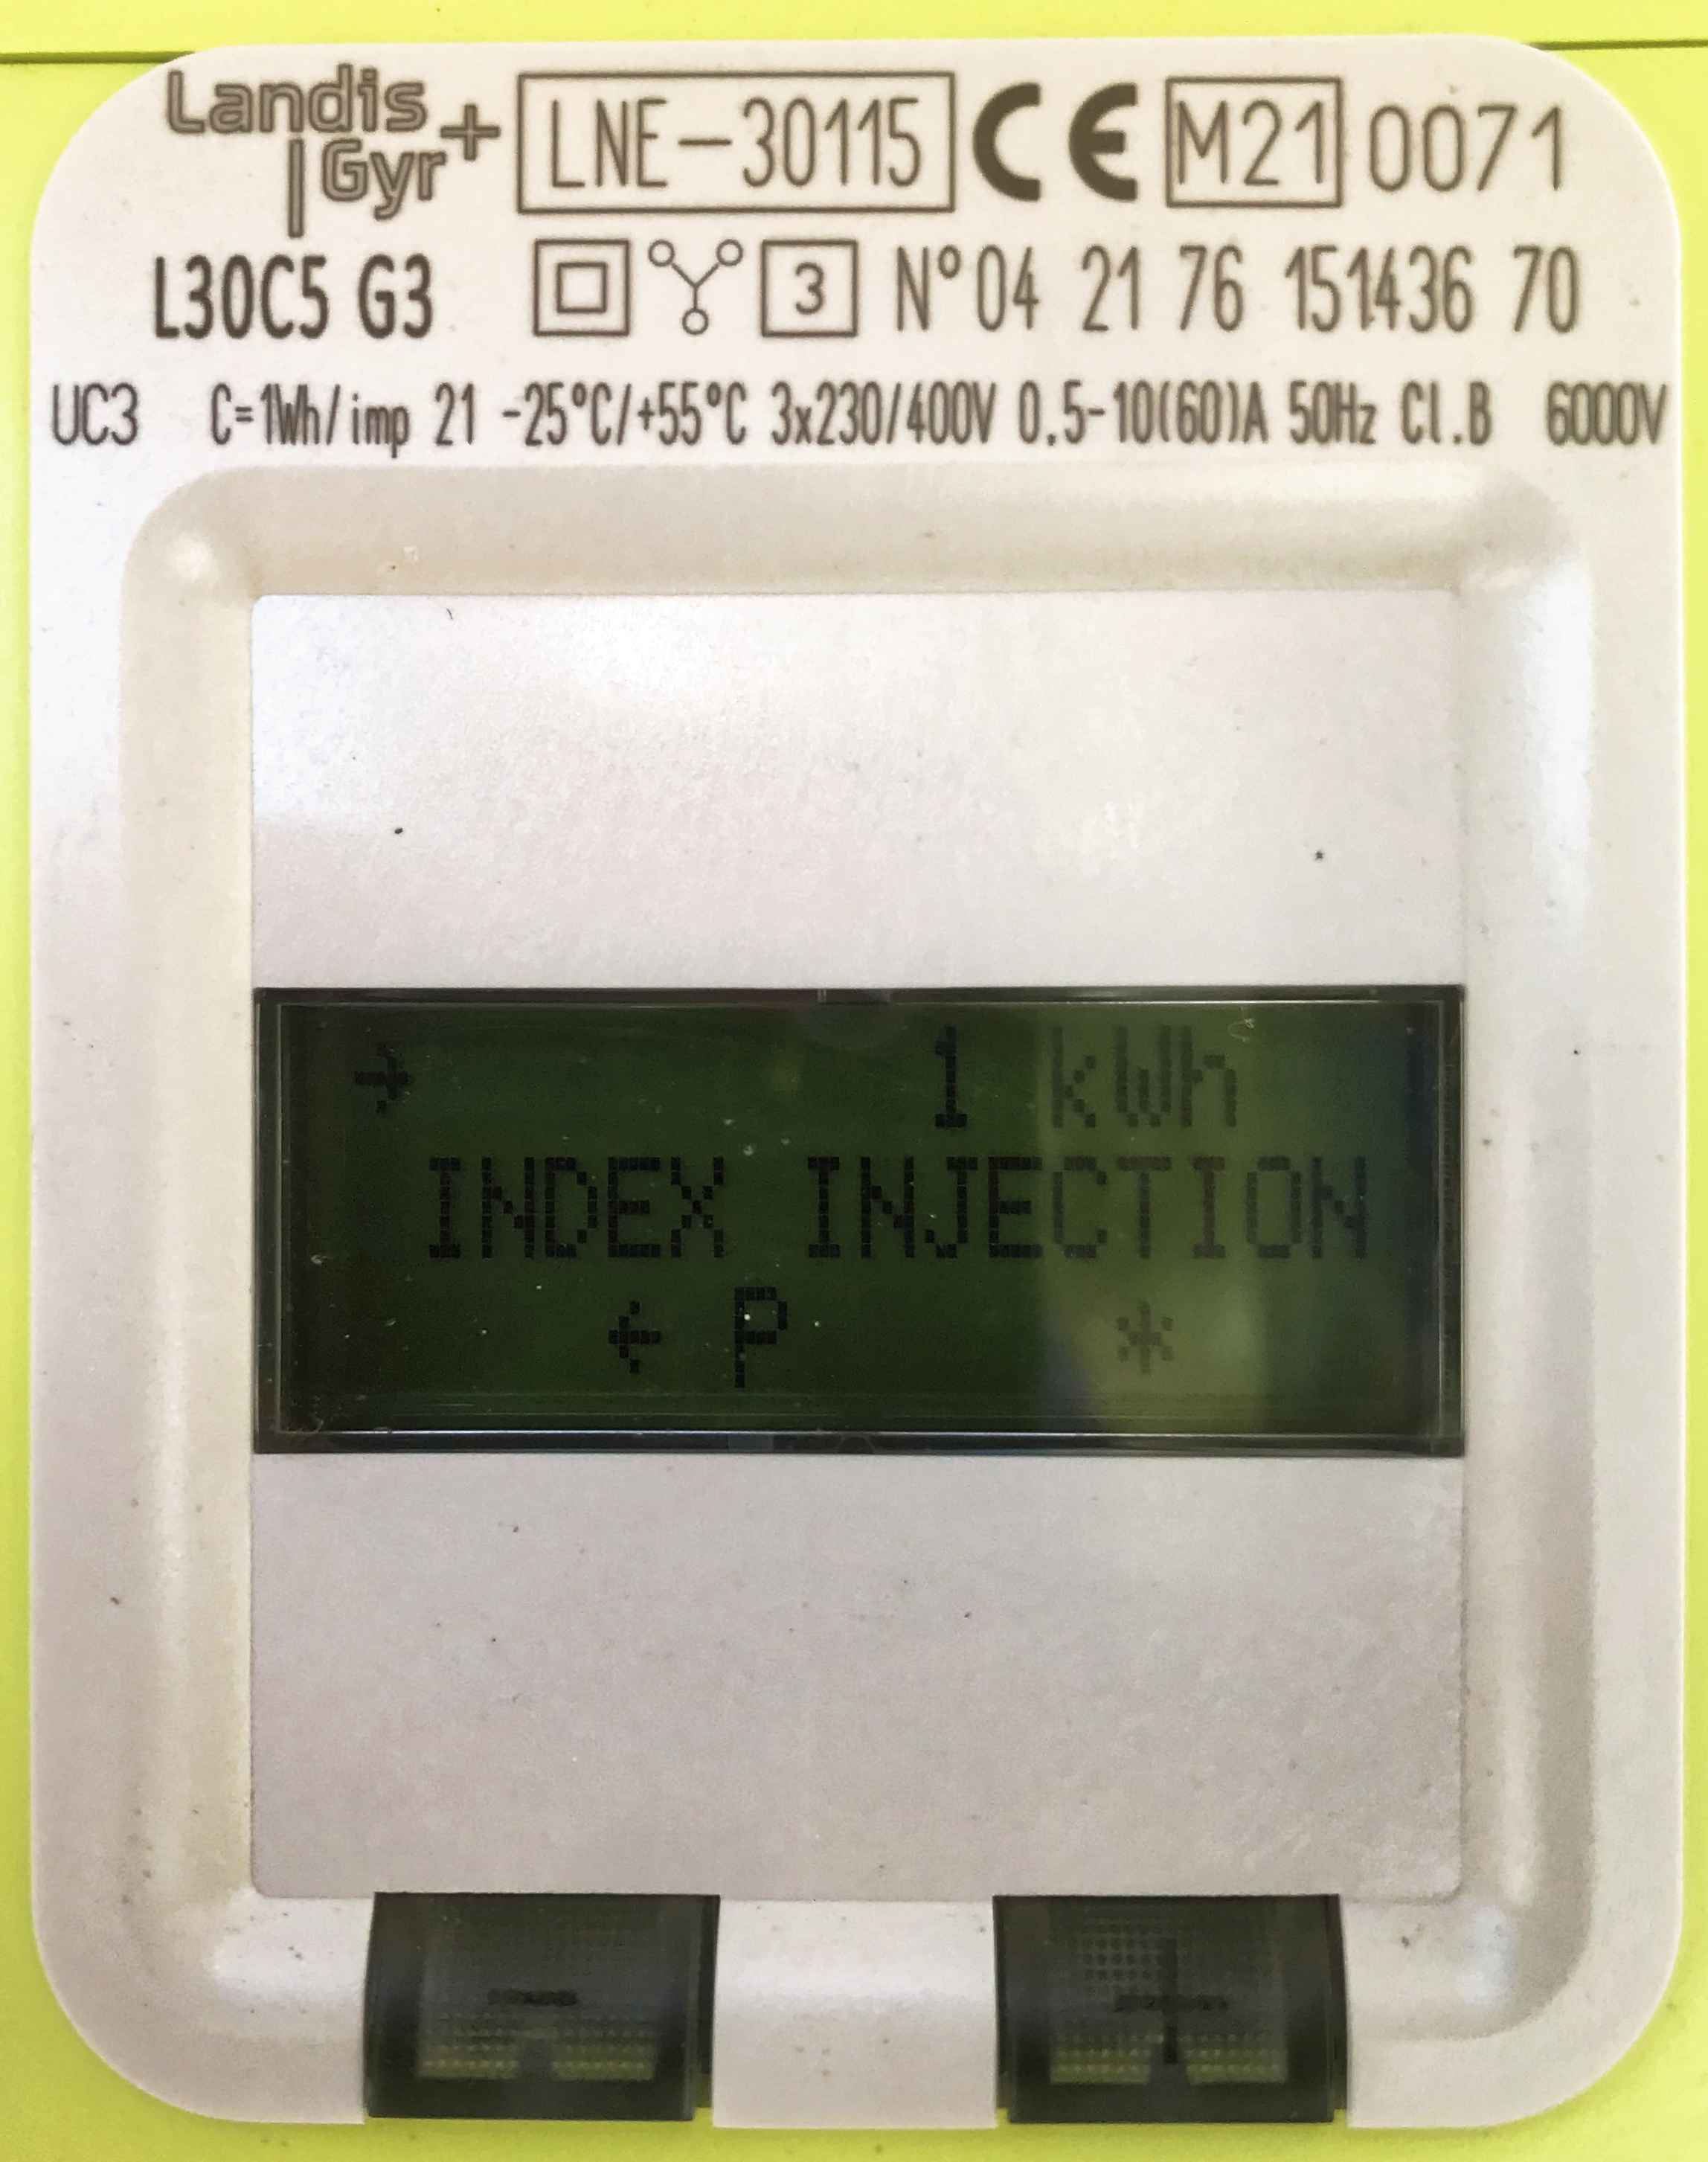 Landis+ LNE-30115 CE M21 0071
Gyr
L30C5 G3 3 N°04 21 76 151436 70
UC3 C=1Wh/imp 21 -25°C/+55°C 3x230/400V 0.5-10(60)A 50Hz Cl.B 6000V
→ 1 kWh
INDEX INJECTION
← P *
- +